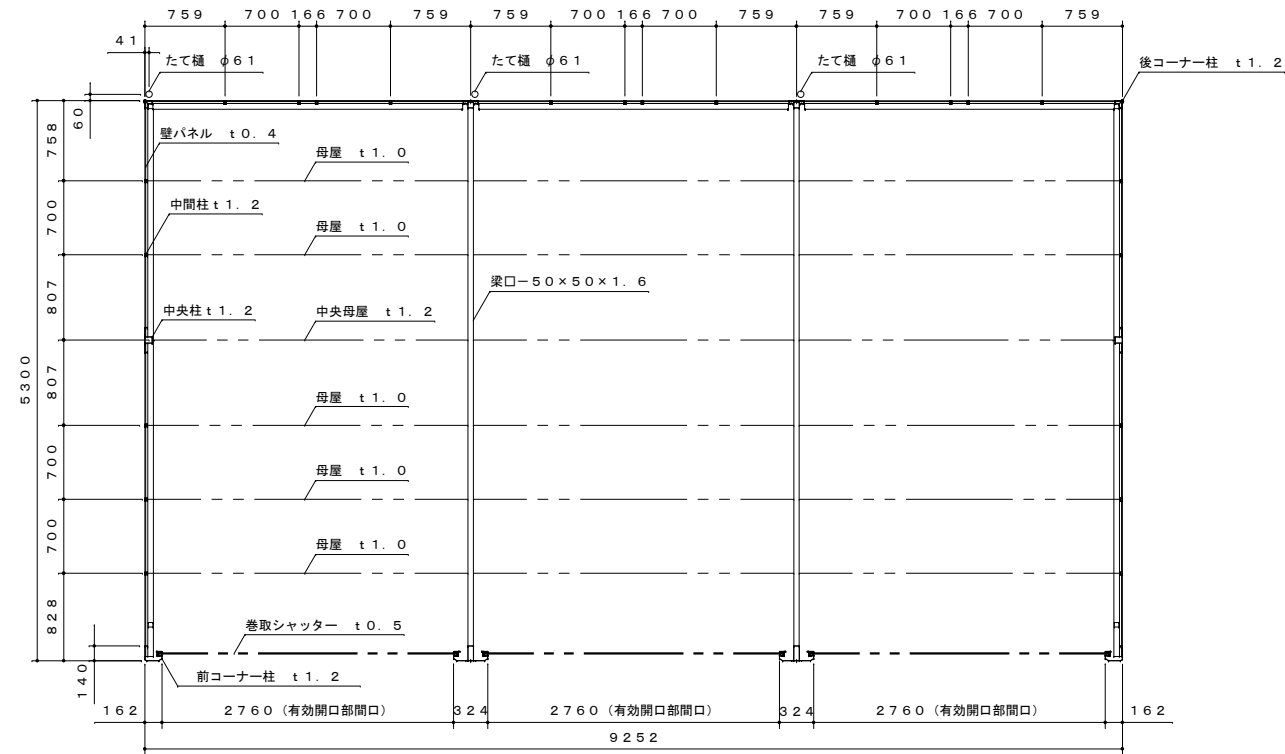 759 700 166 700 759 759 700 166 700 759 759 700 166 700 759
41
たて樋 φ61 たて樋 φ61 たて樋 φ61 後コーナー柱 t1.2
60
758
壁パネル t0.4
母屋 t1.0
700
中間柱t1.2
母屋 t1.0
807
梁ロー50×50×1.6
中央柱t1.2 中央母屋 t1.2
5300
807
母屋 t1.0
700
母屋 t1.0
700
母屋 t1.0
828
巻取シャッター t0.5
140
前コーナー柱 t1.2
162 2760(有効開口部間口) 324 2760(有効開口部間口) 324 2760(有効開口部間口) 162
9252